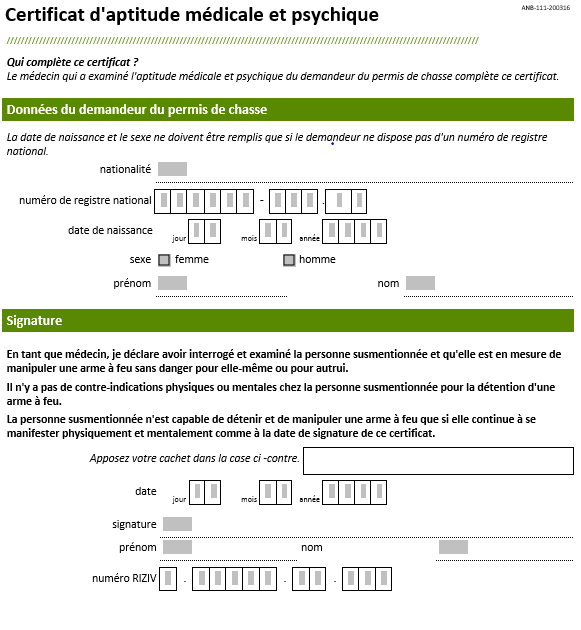 Certificat d'aptitude médicale et psychique
ANB-111-200316
////////////////////////////////////////////////////////////////////////////////////////////////////////////////////////////////
Qui complète ce certificat ?
Le médecin qui a examiné l'aptitude médicale et psychique du demandeur du permis de chasse complète ce certificat.
Données du demandeur du permis de chasse
La date de naissance et le sexe ne doivent être remplis que si le demandeur ne dispose pas d'un numéro de registre
national.
nationalité
numéro de registre national - .
date de naissance jour mois année
sexe femme homme
prénom nom
Signature
En tant que médecin, je déclare avoir interrogé et examiné la personne susmentionnée et qu'elle est en mesure de
manipuler une arme à feu sans danger pour elle-même ou pour autrui.
Il n'y a pas de contre-indications physiques ou mentales chez la personne susmentionnée pour la détention d'une
arme à feu.
La personne susmentionnée n'est capable de détenir et de manipuler une arme à feu que si elle continue à se
manifester physiquement et mentalement comme à la date de signature de ce certificat.
Apposez votre cachet dans la case ci -contre.
date jour mois année
signature
prénom nom
numéro RIZIV . . .